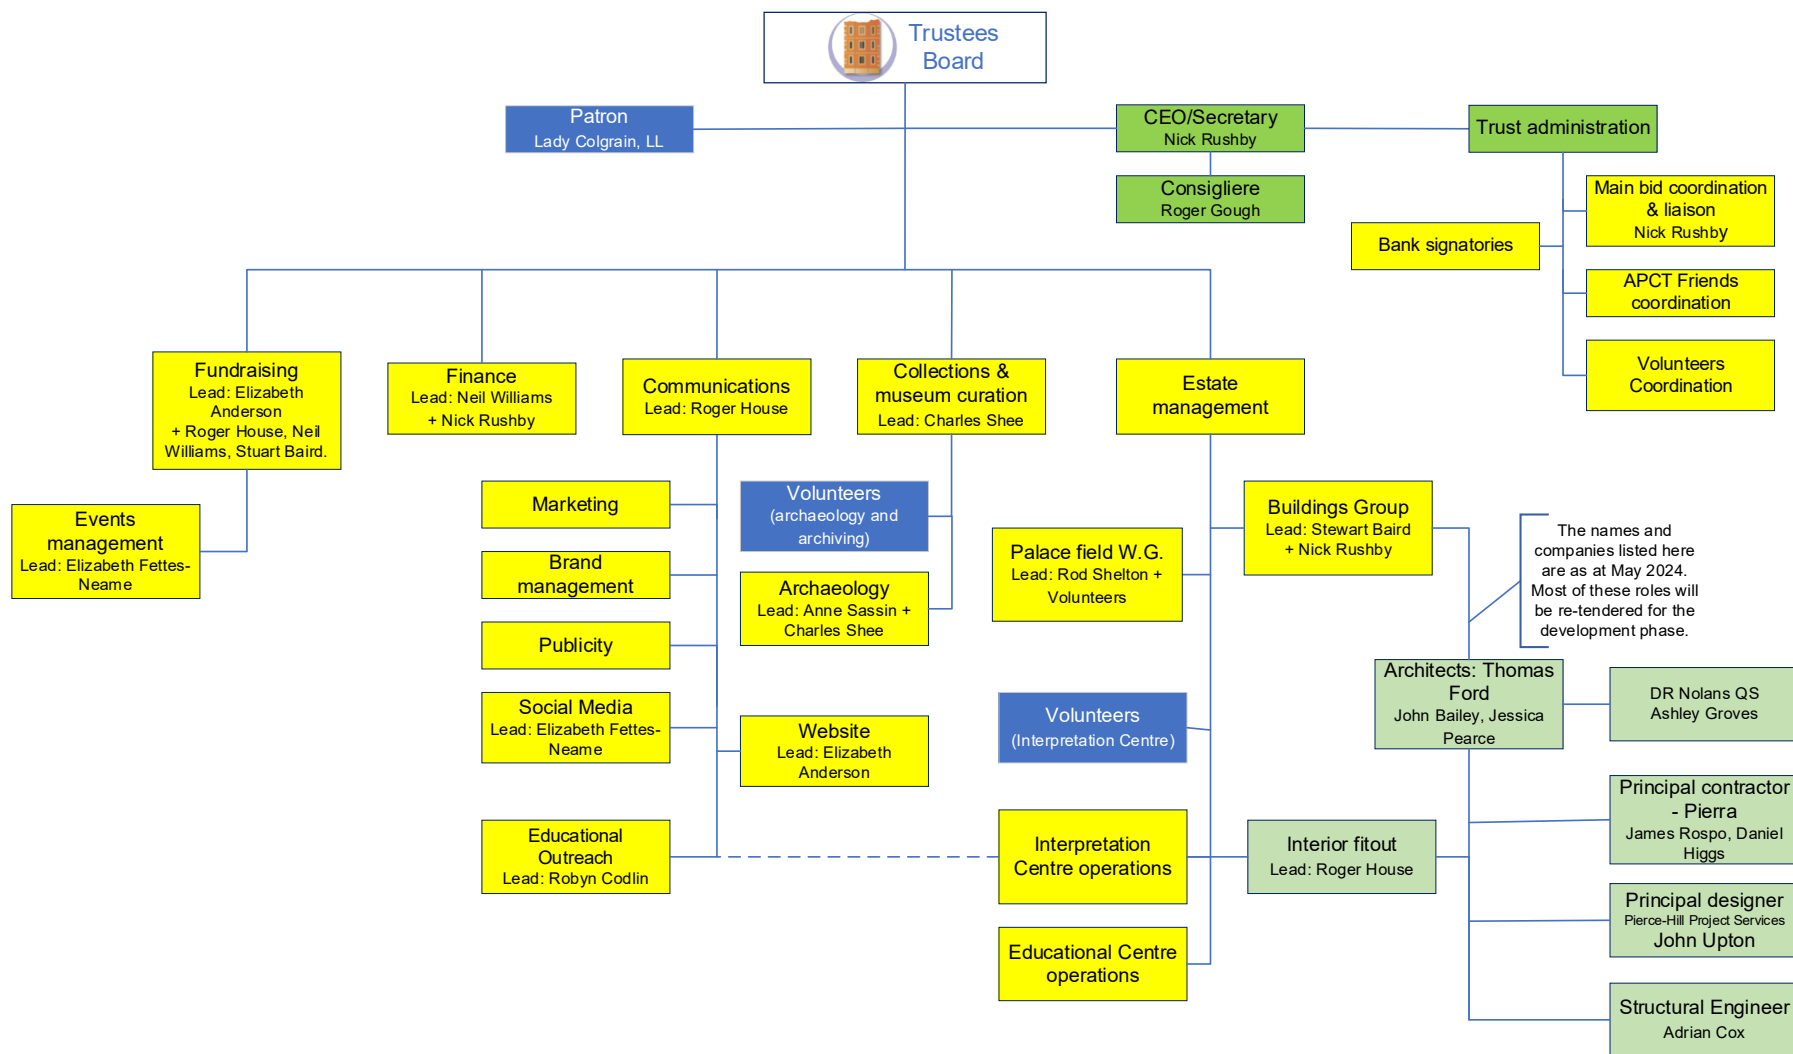 Trustees
Board
Patron
Lady Colgrain, LL
CEO/Secretary
Nick Rushby
Trust administration
Consigliere
Roger Gough
Main bid coordination
& liaison
Nick Rushby
Bank signatories
APCT Friends
coordination
Volunteers
Coordination
Fundraising
Lead: Elizabeth
Anderson
+ Roger House, Neil
Williams, Stuart Baird.
Finance
Lead: Neil Williams
+ Nick Rushby
Communications
Lead: Roger House
Collections &
museum curation
Lead: Charles Shee
Estate
management
Events
management
Lead: Elizabeth Fettes-
Neame
Marketing
Brand
management
Publicity
Social Media
Lead: Elizabeth Fettes-
Neame
Website
Lead: Elizabeth
Anderson
Educational
Outreach
Lead: Robyn Codlin
Volunteers
(archaeology and
archiving)
Archaeology
Lead: Anne Sassin +
Charles Shee
Palace field W.G.
Lead: Rod Shelton +
Volunteers
Buildings Group
Lead: Stewart Baird
+ Nick Rushby
The names and
companies listed here
are as at May 2024.
Most of these roles will
be re-tendered for the
development phase.
Volunteers
(Interpretation Centre)
Interpretation
Centre operations
Educational Centre
operations
Interior fitout
Lead: Roger House
Architects: Thomas
Ford
John Bailey, Jessica
Pearce
DR Nolans QS
Ashley Groves
Principal contractor
- Pierra
James Rospo, Daniel
Higgs
Principal designer
Pierce-Hill Project Services
John Upton
Structural Engineer
Adrian Cox